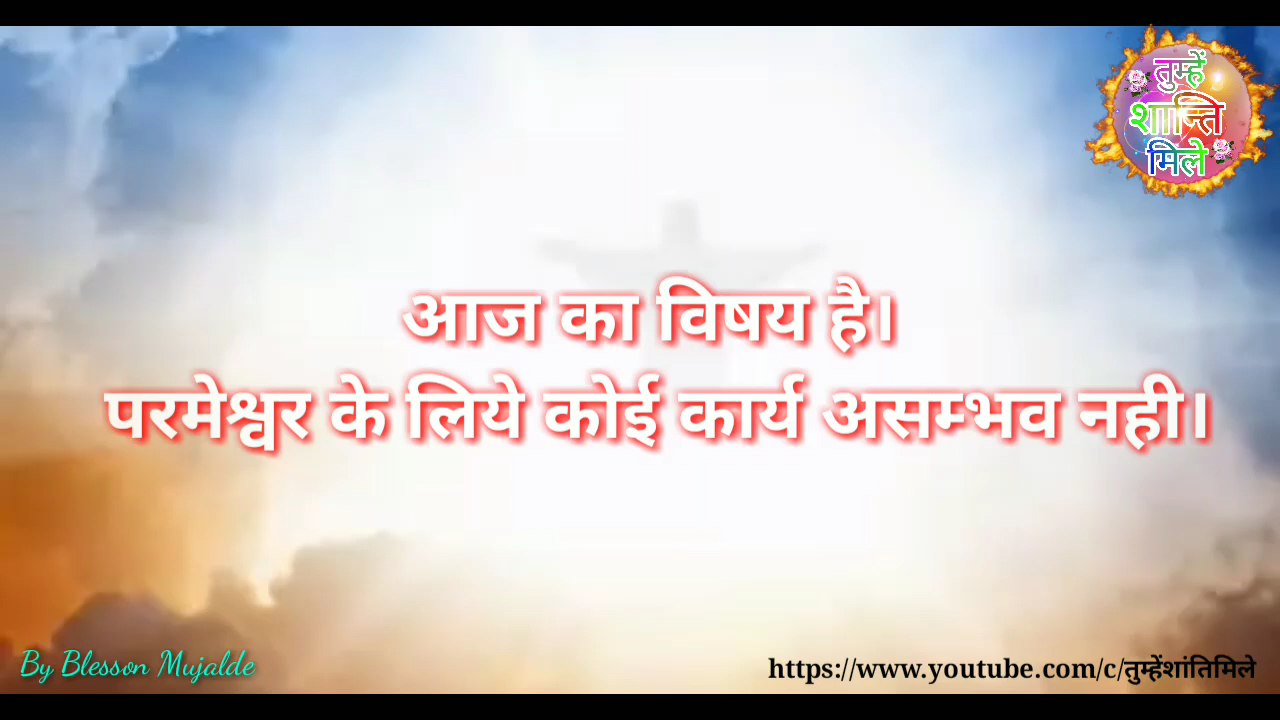 तुम्हें
शान्ति
मिले
आज का विषय है।
परमेश्वर के लिये कोई कार्य असम्भव नही।
By Blesson Mujalde
https://www.youtube.com/c/तुम्हेंशांतिमिले